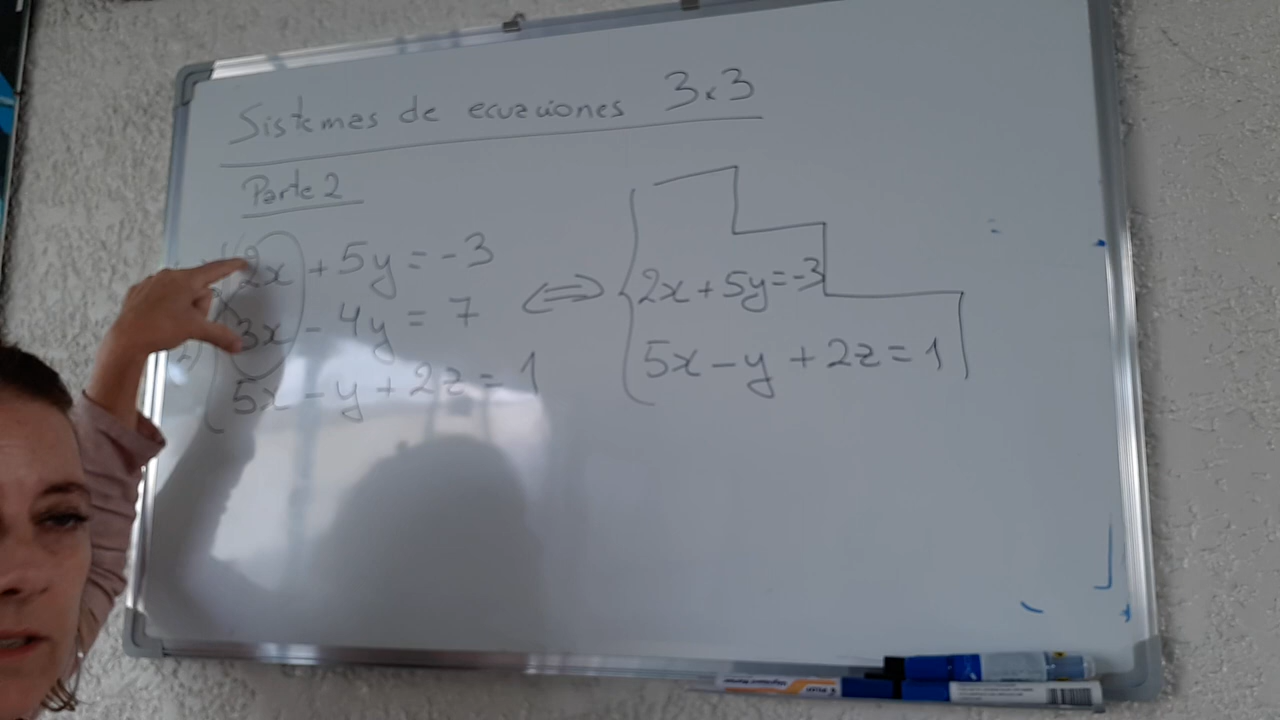 Sistemas de ecuaciones 3x3
Parte 2
2x + 5y = -3
3x - 4y = 7
5x - y + 2z = 1
⇔
2x + 5y = -3
5x - y + 2z = 1